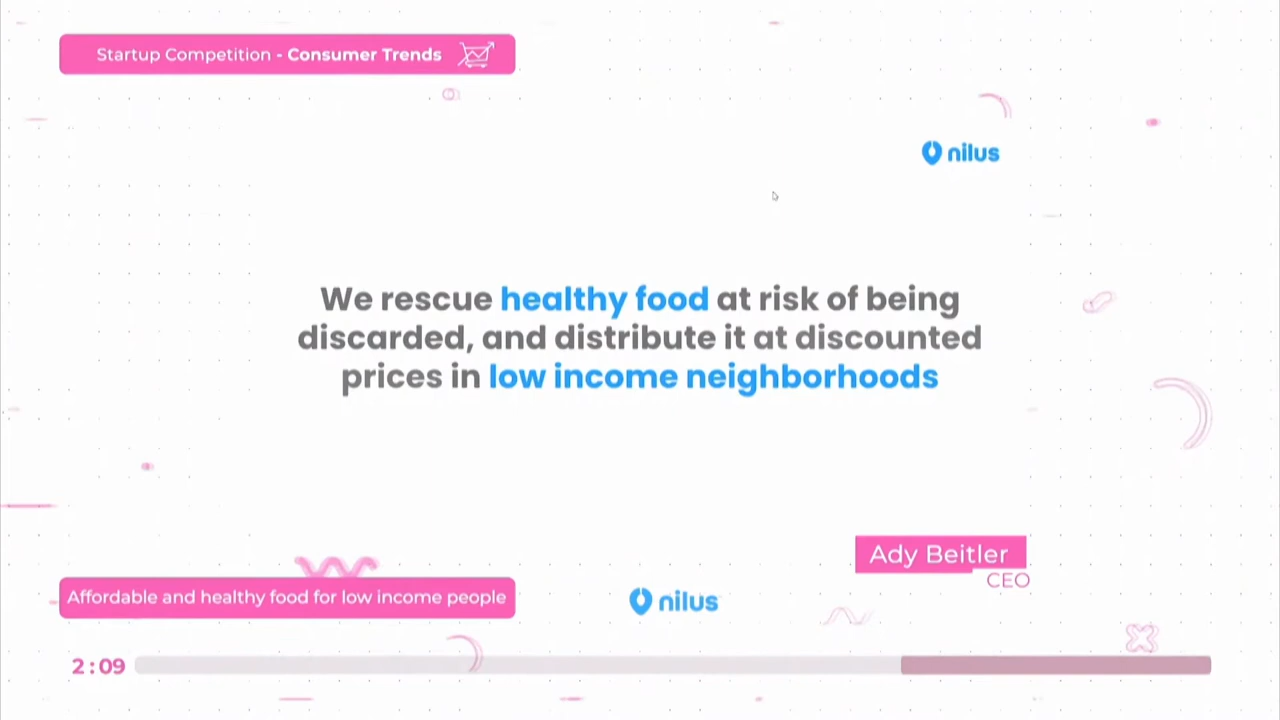 Startup Competition - Consumer Trends
nilus
We rescue healthy food at risk of being
discarded, and distribute it at discounted
prices in low income neighborhoods
Ady Beitler
CEO
Affordable and healthy food for low income people
nilus
2:09